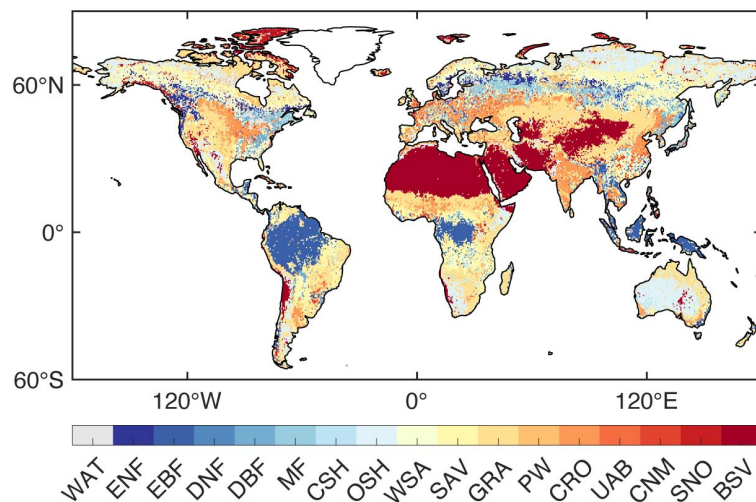 60°N
0°
60°S
120°W 0° 120°E
WAT ENF EBF DNF DBF MF CSH OSH WSA SAV GRA PW CRO UAB CNM SNO BSV